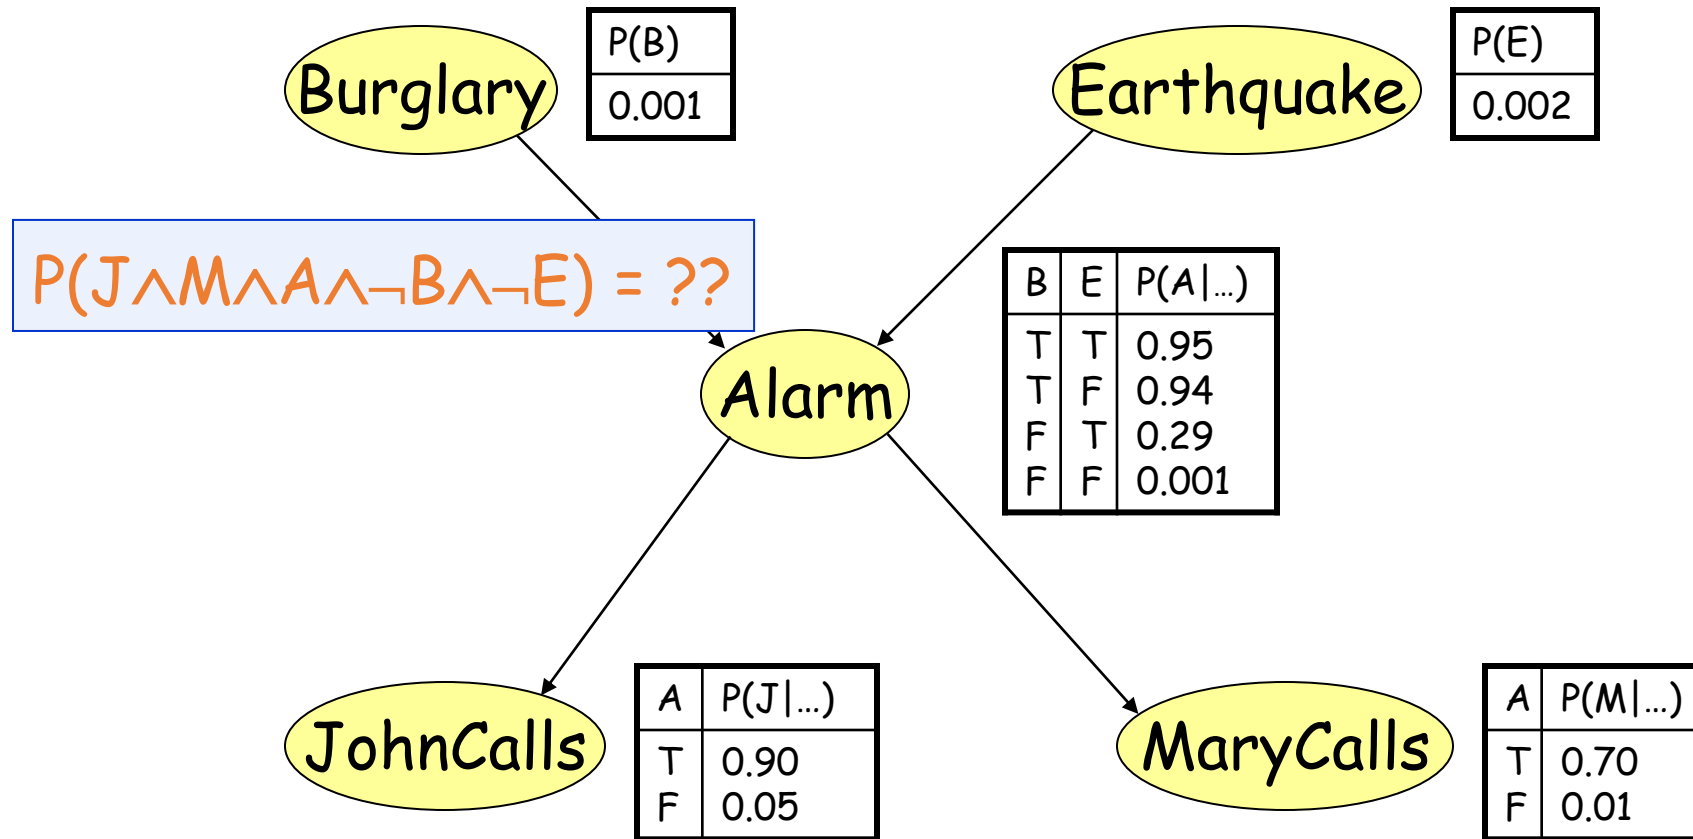 Burglary
P(B)
0.001
Earthquake
P(E)
0.002
P(J∧M∧A∧¬B∧¬E) = ??
Alarm
B E P(A|...)
T T 0.95
T F 0.94
F T 0.29
F F 0.001
JohnCalls
A P(J|...)
T 0.90
F 0.05
MaryCalls
A P(M|...)
T 0.70
F 0.01